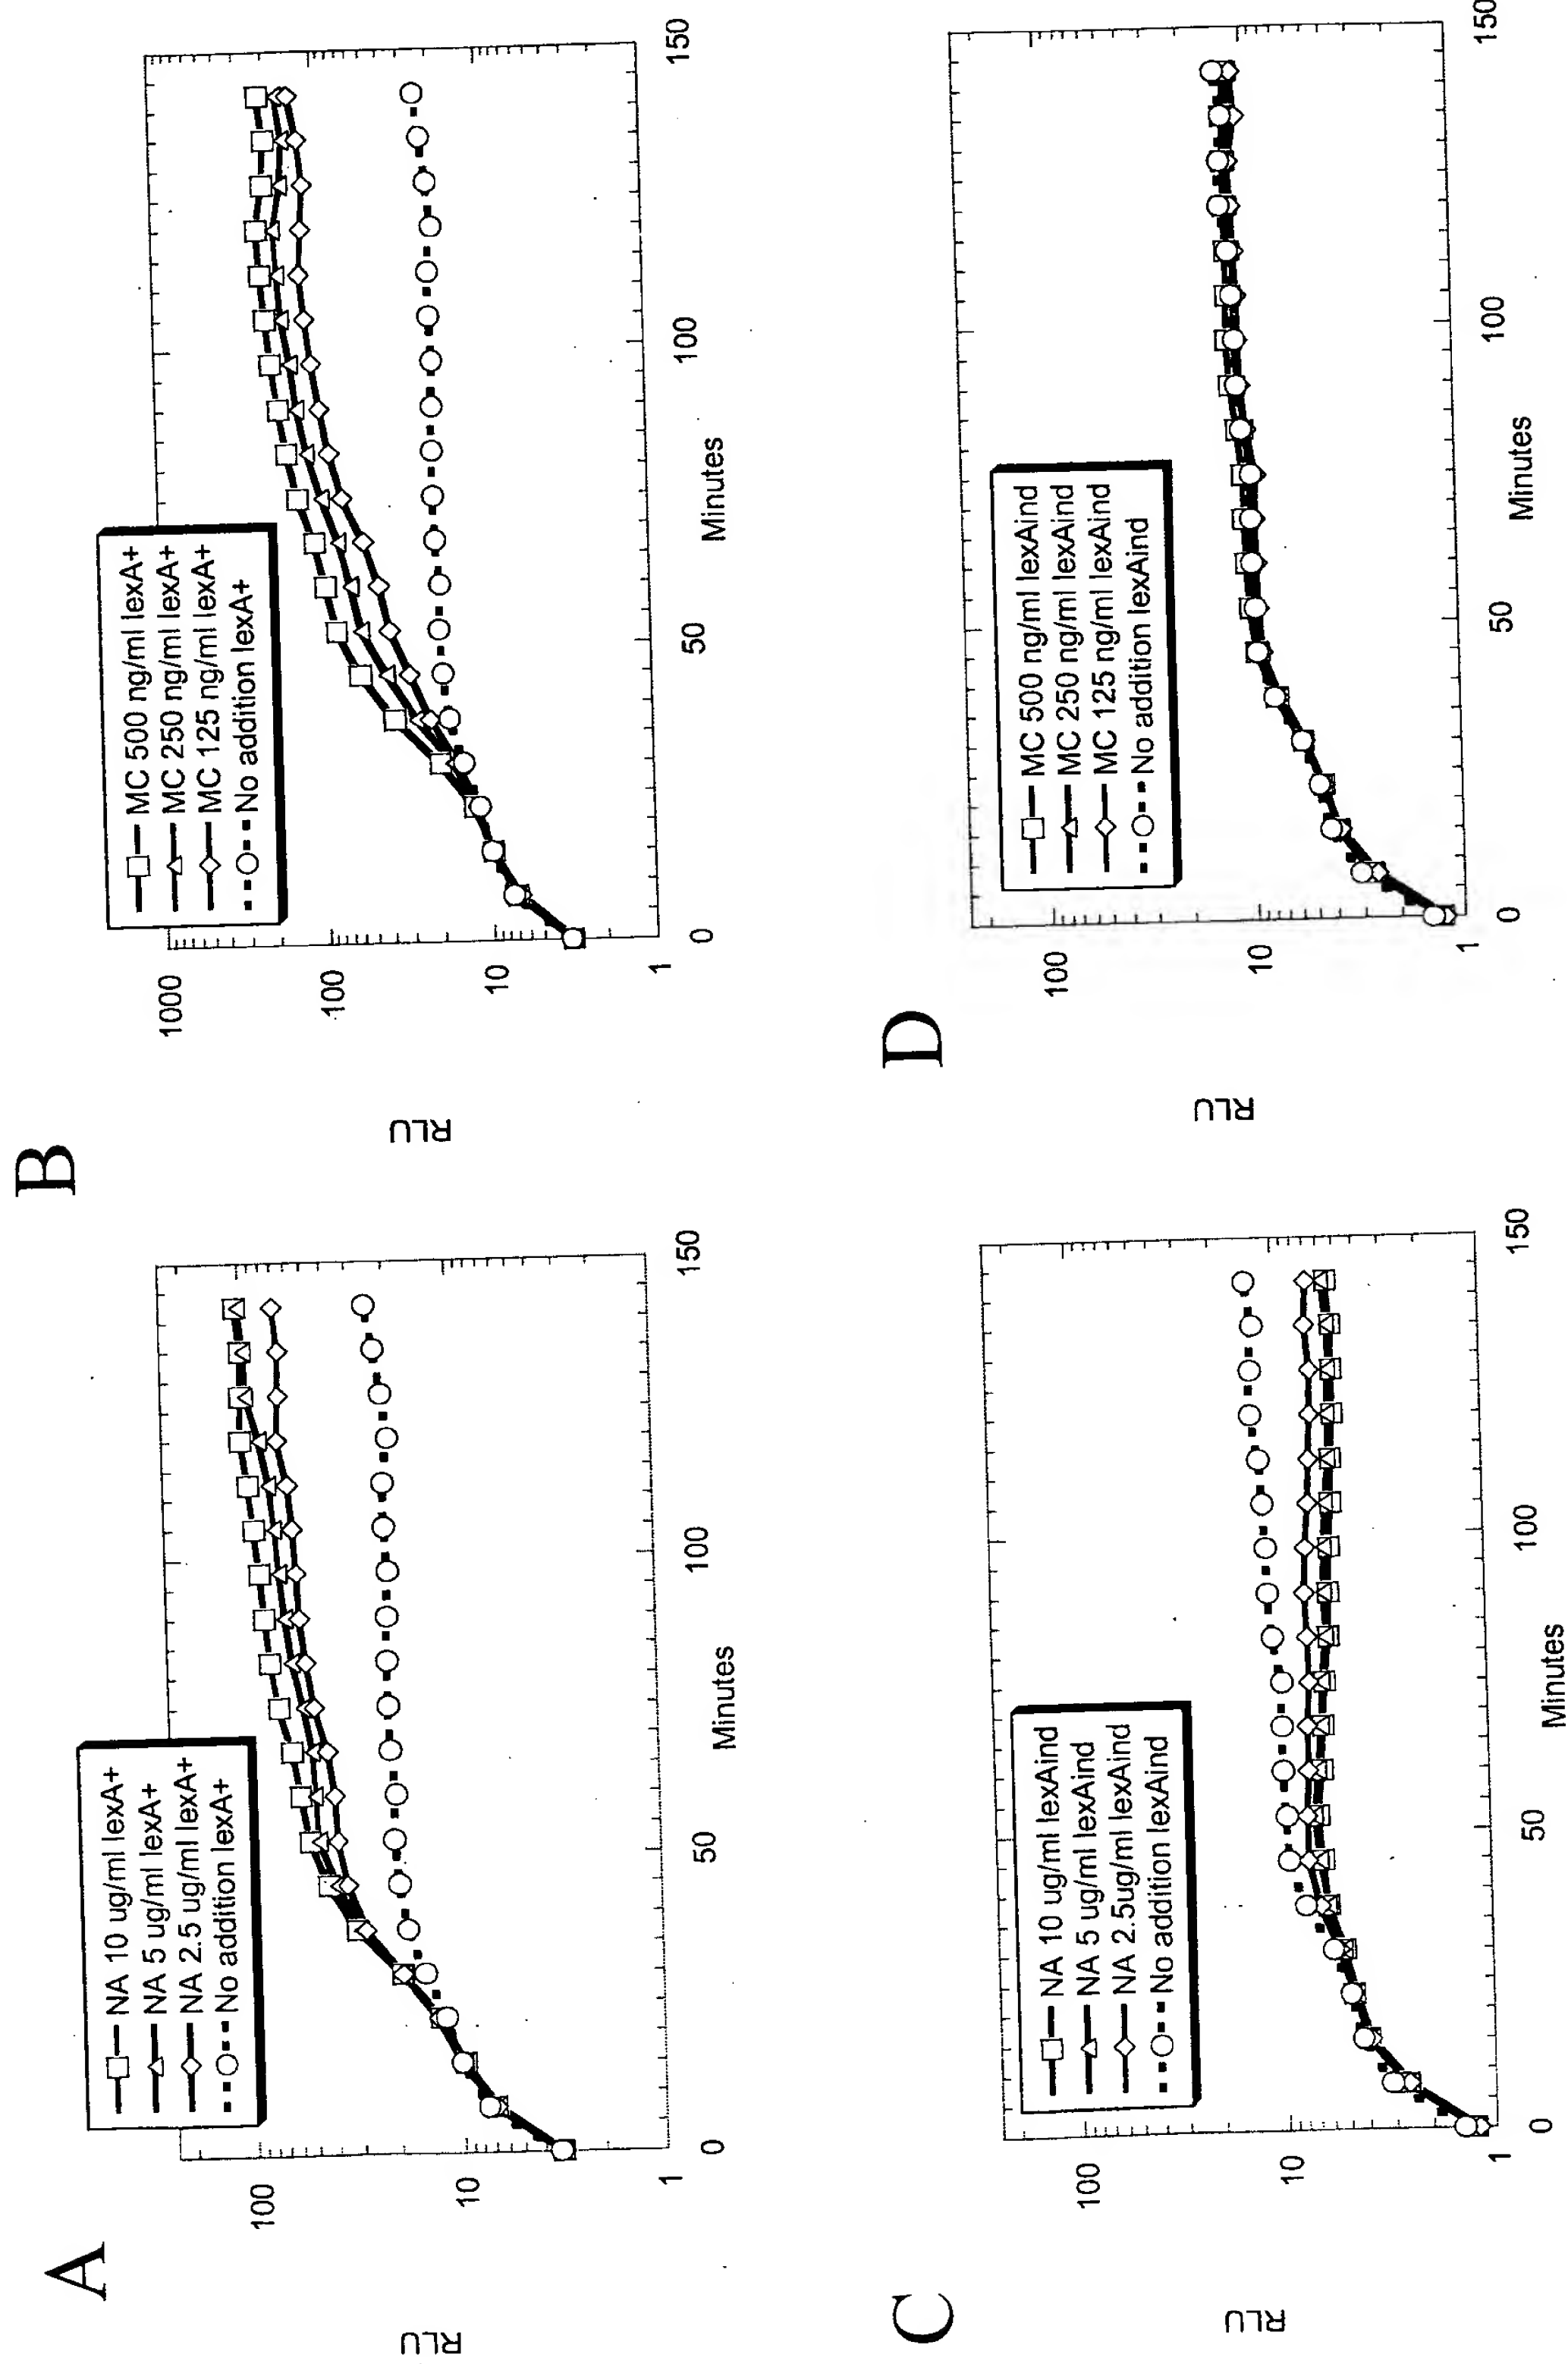 A
RLU
100
10
1
NA 10 ug/ml lexA+
NA 5 ug/ml lexA+
NA 2.5 ug/ml lexA+
No addition lexA+
0
50
100
150
Minutes
B
RLU
1000
100
10
1
MC 500 ng/ml lexA+
MC 250 ng/ml lexA+
MC 125 ng/ml lexA+
No addition lexA+
0
50
100
150
Minutes
C
RLU
100
10
1
NA 10 ug/ml lexAind
NA 5 ug/ml lexAind
NA 2.5ug/ml lexAind
No addition lexAind
0
50
100
150
Minutes
D
RLU
100
10
1
MC 500 ng/ml lexAind
MC 250 ng/ml lexAind
MC 125 ng/ml lexAind
No addition lexAind
0
50
100
150
Minutes